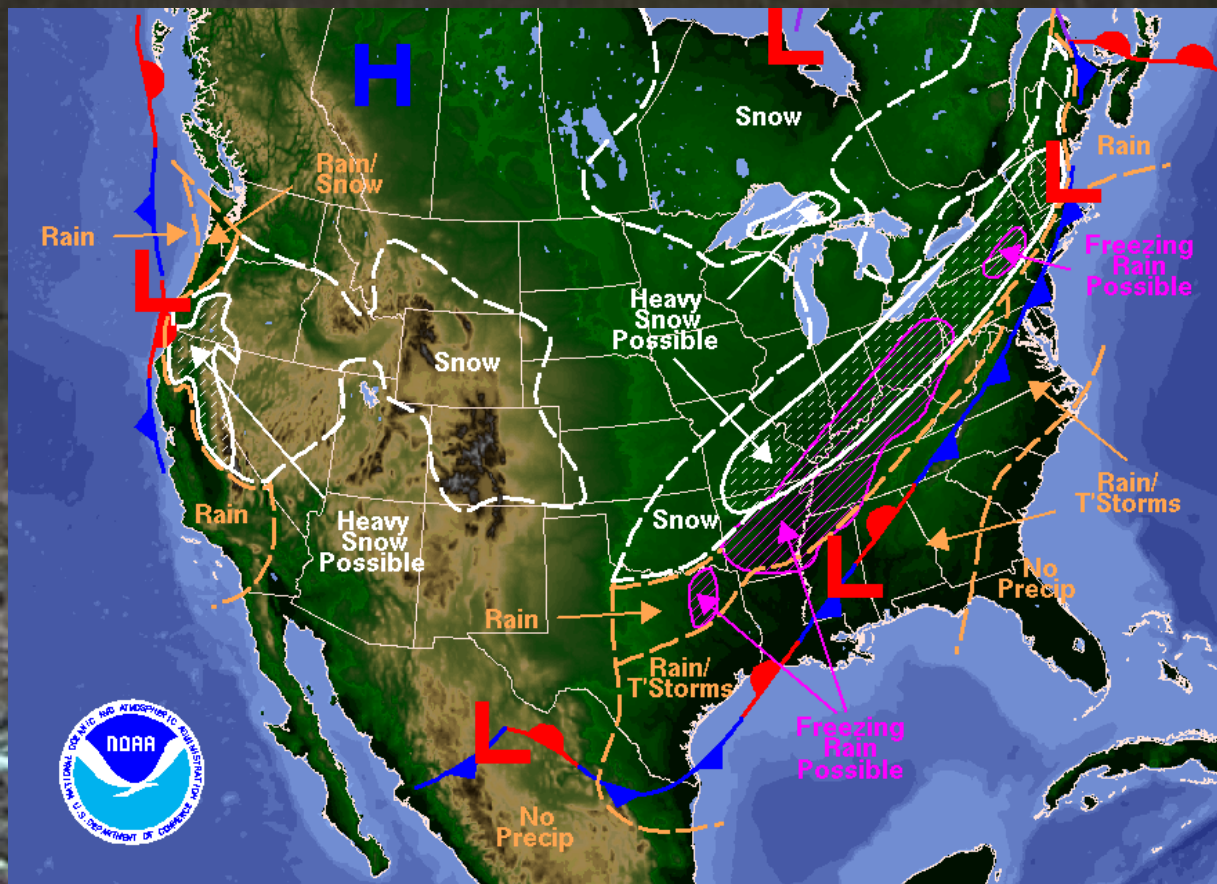 H
L
Snow
Rain/
Snow
Rain
L
Rain
L
Freezing
Rain
Possible
Heavy
Snow
Possible
Snow
Rain
Heavy
Snow
Possible
Snow
Rain/
T'Storms
L
No
Precip
Rain
Rain/
T'Storms
L
Freezing
Rain
Possible
No
Precip
NATIONAL OCEANIC AND ATMOSPHERIC ADMINISTRATION
NOAA
U.S. DEPARTMENT OF COMMERCE